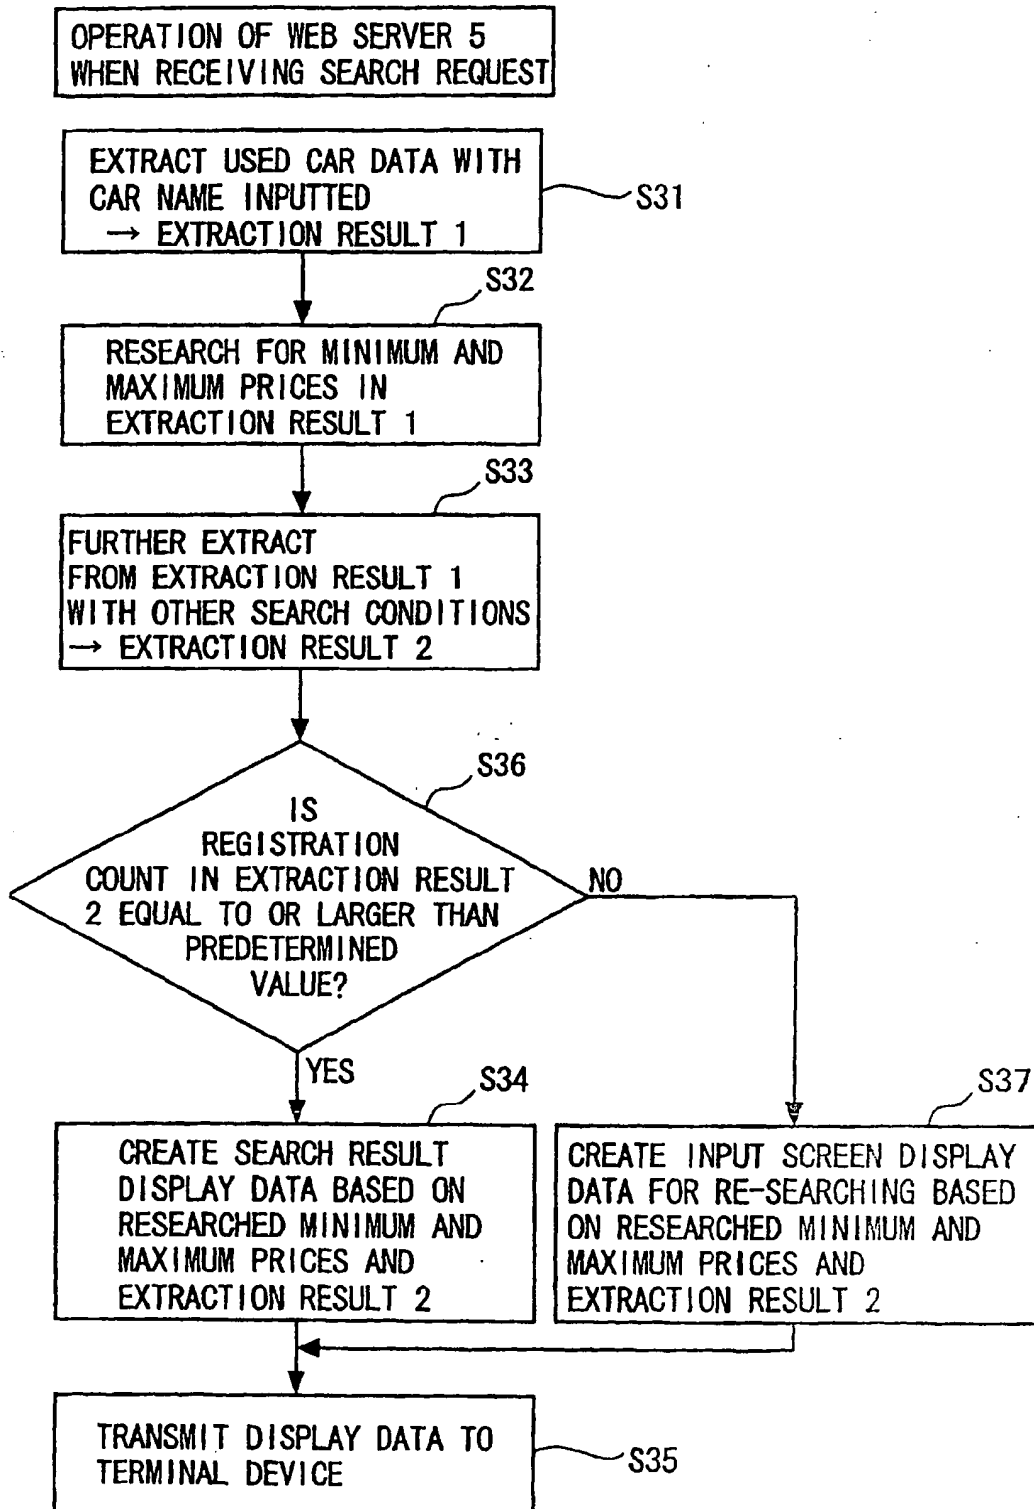 OPERATION OF WEB SERVER 5
WHEN RECEIVING SEARCH REQUEST
EXTRACT USED CAR DATA WITH
CAR NAME INPUTTED
→ EXTRACTION RESULT 1
S31
S32
RESEARCH FOR MINIMUM AND
MAXIMUM PRICES IN
EXTRACTION RESULT 1
S33
FURTHER EXTRACT
FROM EXTRACTION RESULT 1
WITH OTHER SEARCH CONDITIONS
→ EXTRACTION RESULT 2
S36
IS
REGISTRATION
COUNT IN EXTRACTION RESULT
2 EQUAL TO OR LARGER THAN
PREDETERMINED
VALUE?
NO
YES
S34
CREATE SEARCH RESULT
DISPLAY DATA BASED ON
RESEARCHED MINIMUM AND
MAXIMUM PRICES AND
EXTRACTION RESULT 2
S37
CREATE INPUT SCREEN DISPLAY
DATA FOR RE-SEARCHING BASED
ON RESEARCHED MINIMUM AND
MAXIMUM PRICES AND
EXTRACTION RESULT 2
TRANSMIT DISPLAY DATA TO
TERMINAL DEVICE
S35